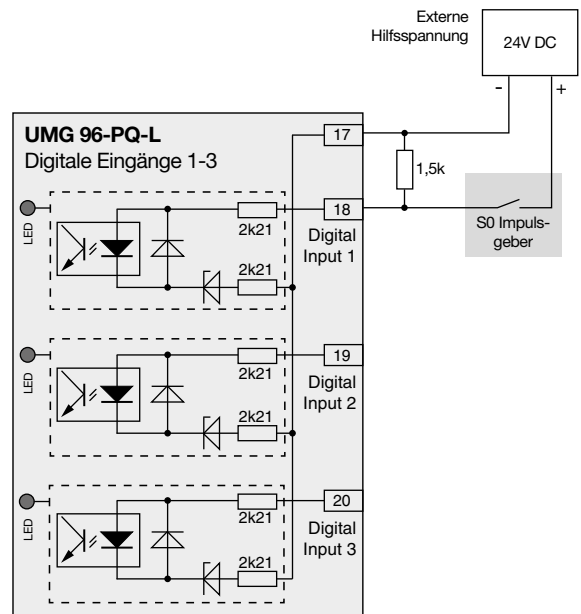 Externe
Hilfsspannung
24V DC
- +
UMG 96-PQ-L
Digitale Eingänge 1-3
17
1,5k
18
S0 Impuls-
geber
LED
2k21
Digital
Input 1
2k21
19
LED
2k21
Digital
Input 2
2k21
20
LED
2k21
Digital
Input 3
2k21